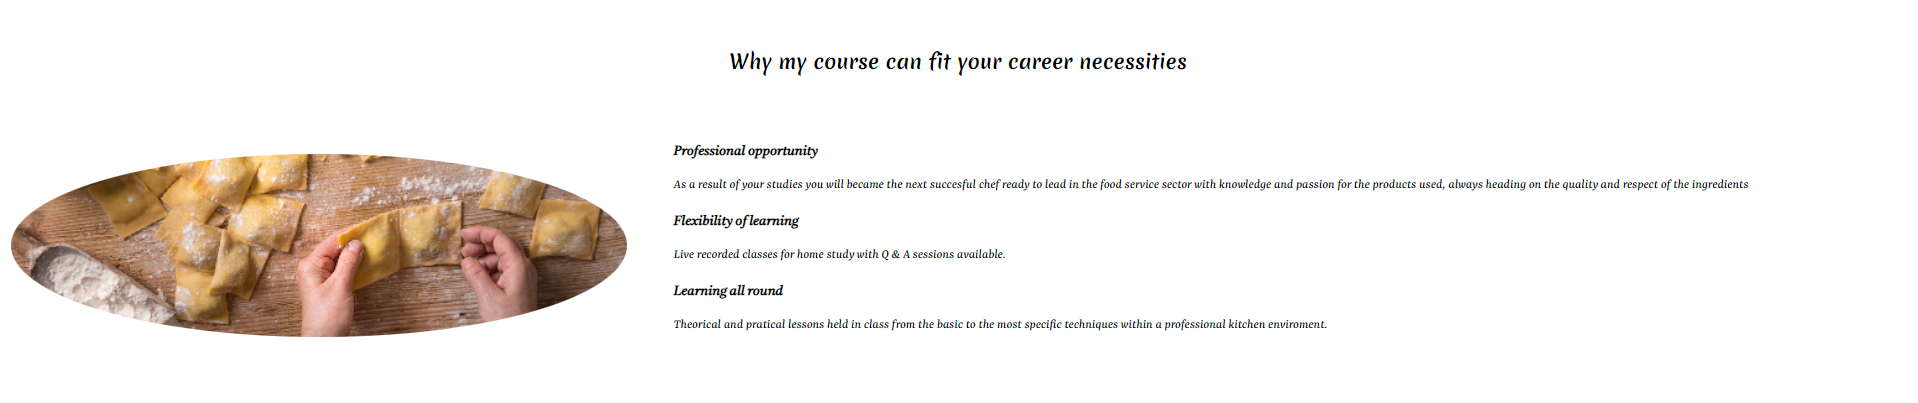 Why my course can fit your career necessities
Professional opportunity
As a result of your studies you will became the next succesful chef ready to lead in the food service sector with knowledge and passion for the products used, always heading on the quality and respect of the ingredients
Flexibility of learning
Live recorded classes for home study with Q & A sessions available.
Learning all round
Theorical and pratical lessons held in class from the basic to the most specific techniques within a professional kitchen enviroment.